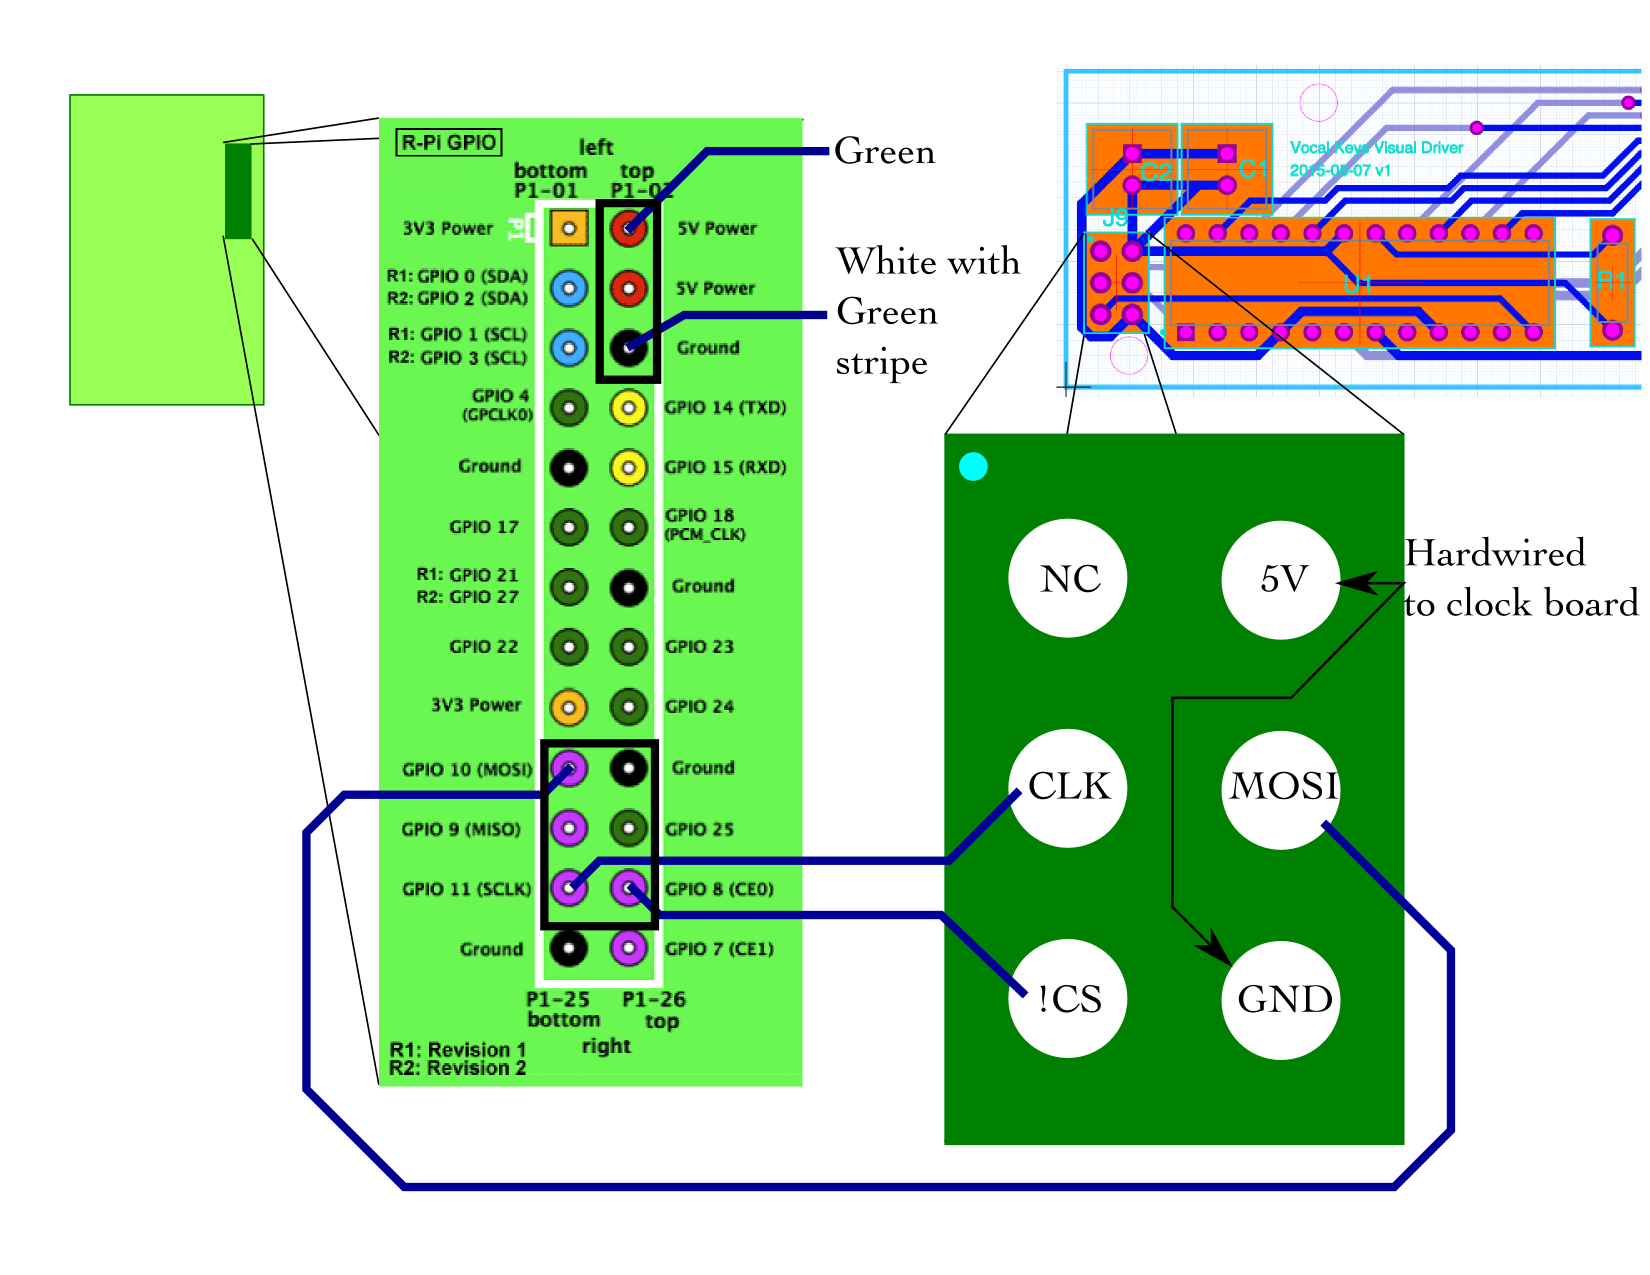 R-Pi GPIO
left
bottom top
P1-01 P1-02
3V3 Power
P1
5V Power
R1: GPIO 0 (SDA)
R2: GPIO 2 (SDA)
5V Power
R1: GPIO 1 (SCL)
R2: GPIO 3 (SCL)
Ground
GPIO 4
(GPCLK0)
GPIO 14 (TXD)
Ground
GPIO 15 (RXD)
GPIO 17
GPIO 18
(PCM_CLK)
R1: GPIO 21
R2: GPIO 27
Ground
GPIO 22
GPIO 23
3V3 Power
GPIO 24
GPIO 10 (MOSI)
Ground
GPIO 9 (MISO)
GPIO 25
GPIO 11 (SCLK)
GPIO 8 (CE0)
Ground
GPIO 7 (CE1)
P1-25 P1-26
bottom top
right
R1: Revision 1
R2: Revision 2
Green
White with
Green
stripe
Vocal Keys Visual Driver
2015-05-07 v1
C2
C1
J9
U1
R1
NC
5V
Hardwired
to clock board
CLK
MOSI
!CS
GND